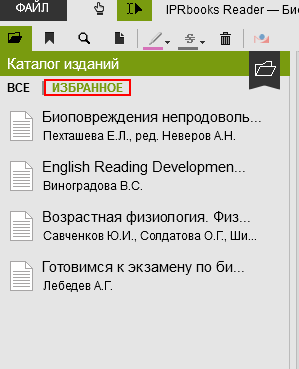 ФАЙЛ IPRbooks Reader — Био
Каталог изданий
ВСЕ ИЗБРАННОЕ
Биоповреждения непродоволь...
Пехташева Е.Л., ред. Неверов А.Н.
English Reading Developmen...
Виноградова В.С.
Возрастная физиология. Физ...
Савченков Ю.И., Солдатова О.Г., Ши...
Готовимся к экзамену по би...
Лебедев А.Г.